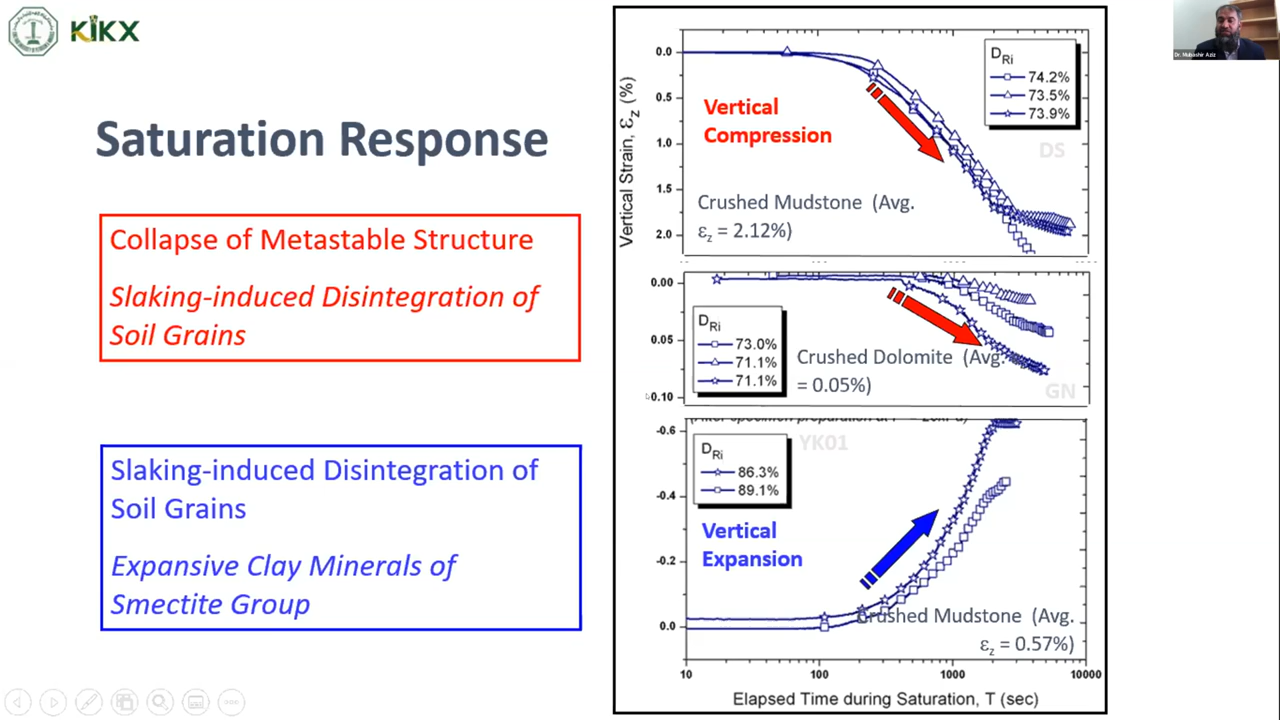 KIKX
Saturation Response
Collapse of Metastable Structure
Slaking-induced Disintegration of
Soil Grains
Slaking-induced Disintegration of
Soil Grains
Expansive Clay Minerals of
Smectite Group
Vertical Strain, εz (%)
0.0
0.5
1.0
1.5
2.0
Vertical
Compression
DRi
74.2%
73.5%
73.9%
DS
Crushed Mudstone (Avg.
εz = 2.12%)
0.00
0.05
0.10
DRi
73.0%
71.1%
71.1%
Crushed Dolomite (Avg.
= 0.05%)
GN
-0.6
-0.4
-0.2
0.0
DRi
86.3%
89.1%
YK01
Vertical
Expansion
Crushed Mudstone (Avg.
εz = 0.57%)
10
100
1000
10000
Elapsed Time during Saturation, T (sec)
Dr. Mubashir Aziz